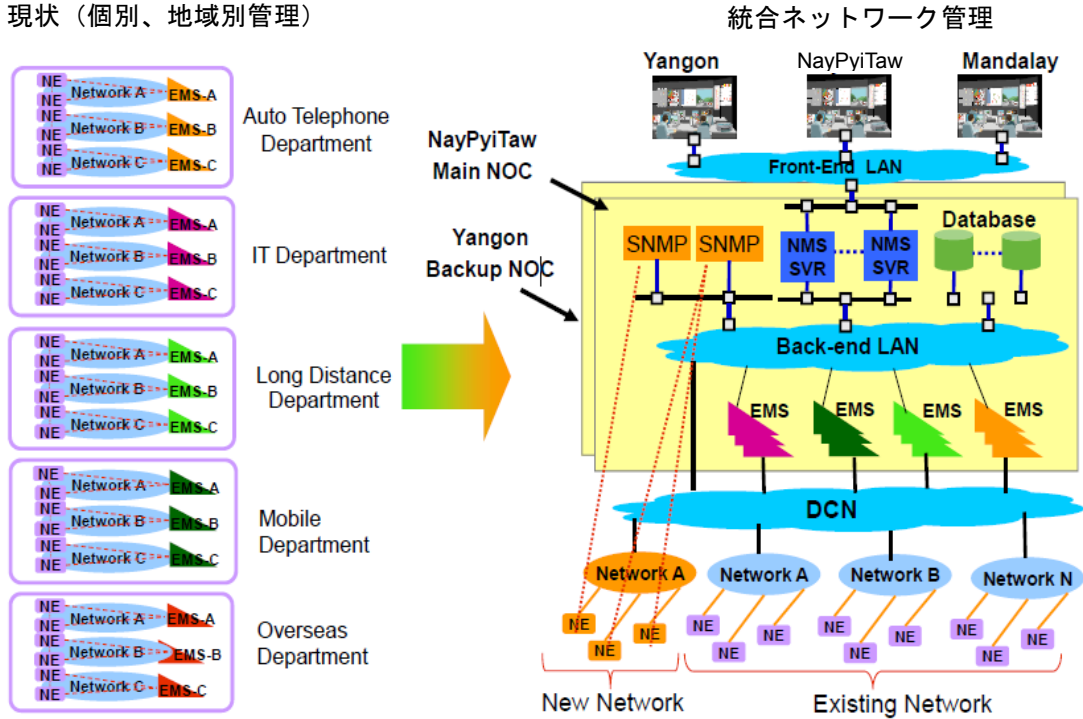 現状（個別、地域別管理）
NE
NE
Network A
EMS-A
NE
NE
Network B
EMS-B
NE
NE
Network C
EMS-C
Auto Telephone
Department
NE
NE
Network A
EMS-A
NE
NE
Network B
EMS-B
NE
NE
Network C
EMS-C
IT Department
NE
NE
Network A
EMS-A
NE
NE
Network B
EMS-B
NE
NE
Network C
EMS-C
Long Distance
Department
NE
NE
Network A
EMS-A
NE
NE
Network B
EMS-B
NE
NE
Network C
EMS-C
Mobile
Department
NE
NE
Network A
EMS-A
NE
NE
Network B
EMS-B
NE
NE
Network C
EMS-C
Overseas
Department
統合ネットワーク管理
Yangon
NayPyiTaw
Mandalay
Front-End LAN
NayPyiTaw
Main NOC
Yangon
Backup NOC
SNMP
SNMP
NMS
SVR
NMS
SVR
Database
Back-end LAN
EMS
EMS
EMS
EMS
DCN
Network A
Network A
Network B
Network N
NE
NE
NE
NE
NE
NE
NE
NE
NE
NE
NE
NE
New Network
Existing Network